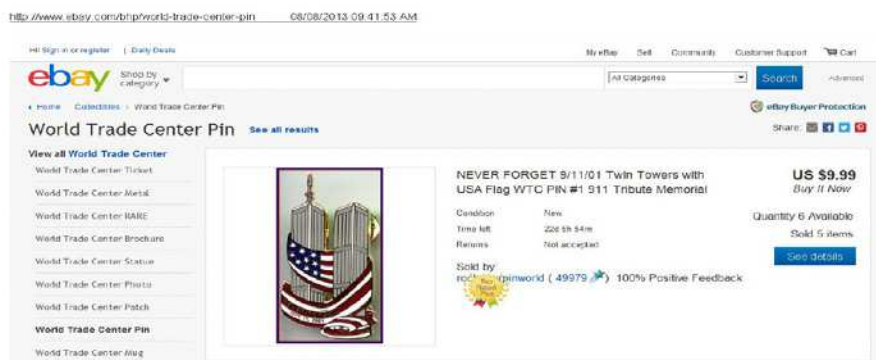 http://www.ebay.com/bhp/world-trade-center-pin 08/08/2013 09:41:53 AM
Hi! Sign in or register | Daily Deals My eBay Sell Community Customer Support Cart
ebay Shop by category All Categories Search Advanced
Home Collectibles World Trade Center Pin eBay Buyer Protection
World Trade Center Pin See all results Share:
View all World Trade Center
World Trade Center Ticket
World Trade Center Metal
World Trade Center RARE
World Trade Center Brochure
World Trade Center Statue
World Trade Center Photo
World Trade Center Patch
World Trade Center Pin
World Trade Center Mug
NEVER FORGET 9/11/01 Twin Towers with
USA Flag WTC PIN #1 911 Tribute Memorial
Condition New
Time left 22d 5h 54m
Returns Not accepted
Sold by
pinworld ( 49979 ) 100% Positive Feedback
US $9.99
Buy It Now
Quantity 6 Available
Sold 5 items
See details